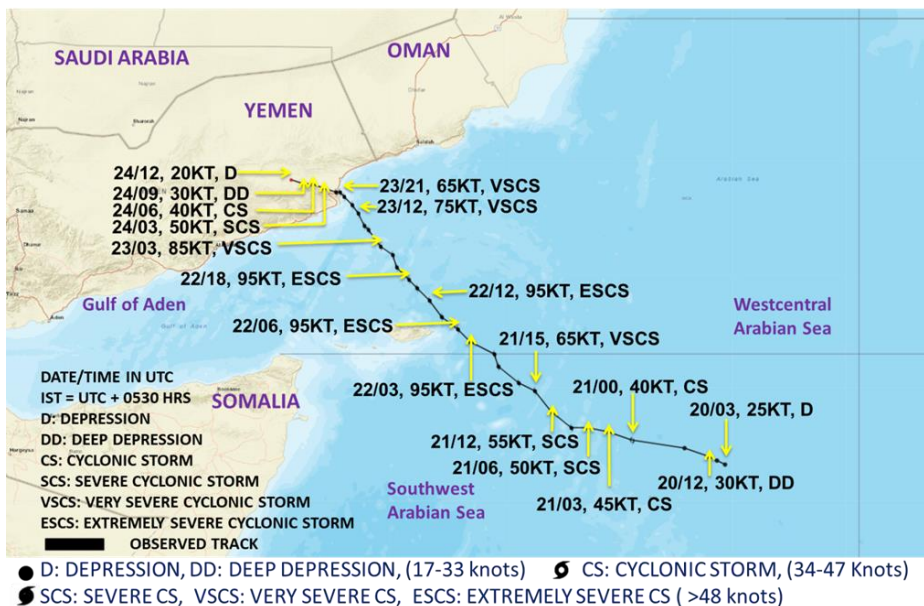 SAUDI ARABIA
OMAN
YEMEN
Arabian Sea
24/12, 20KT, D
24/09, 30KT, DD
24/06, 40KT, CS
24/03, 50KT, SCS
23/03, 85KT, VSCS
23/21, 65KT, VSCS
23/12, 75KT, VSCS
22/18, 95KT, ESCS
22/12, 95KT, ESCS
Gulf of Aden
Gulf of Aden
Aden
22/06, 95KT, ESCS
Westcentral
Arabian Sea
21/15, 65KT, VSCS
22/03, 95KT, ESCS
21/00, 40KT, CS
20/03, 25KT, D
SOMALIA
21/12, 55KT, SCS
21/06, 50KT, SCS
21/03, 45KT, CS
20/12, 30KT, DD
Southwest
Arabian Sea
DATE/TIME IN UTC
IST = UTC + 0530 HRS
D: DEPRESSION
DD: DEEP DEPRESSION
CS: CYCLONIC STORM
SCS: SEVERE CYCLONIC STORM
VSCS: VERY SEVERE CYCLONIC STORM
ESCS: EXTREMELY SEVERE CYCLONIC STORM
OBSERVED TRACK
D: DEPRESSION, DD: DEEP DEPRESSION, (17-33 knots) CS: CYCLONIC STORM, (34-47 Knots)
SCS: SEVERE CS, VSCS: VERY SEVERE CS, ESCS: EXTREMELY SEVERE CS ( >48 knots)